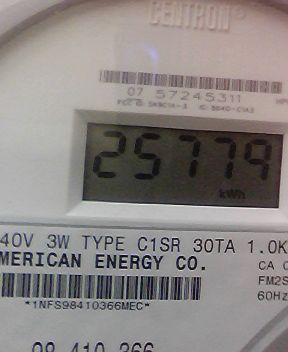 CENTRON®
07 57245311
25779
kWh
40V 3W TYPE C1SR 30TA 1.0K
MERICAN ENERGY CO.
CA 
FM2S
60Hz
*1NFS98410366MEC*
98 410 366